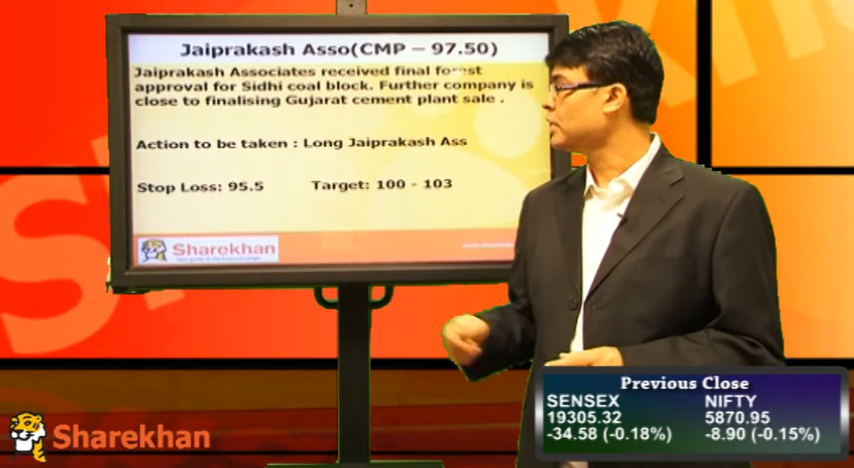 Jaiprakash Asso(CMP – 97.50)
Jaiprakash Associates received final forest
approval for Sidhi coal block. Further company is
close to finalising Gujarat cement plant sale .
Action to be taken : Long Jaiprakash Ass
Stop Loss: 95.5 Target: 100 - 103
Sharekhan
Previous Close
SENSEX NIFTY
19305.32 5870.95
-34.58 (-0.18%) -8.90 (-0.15%)
Sharekhan